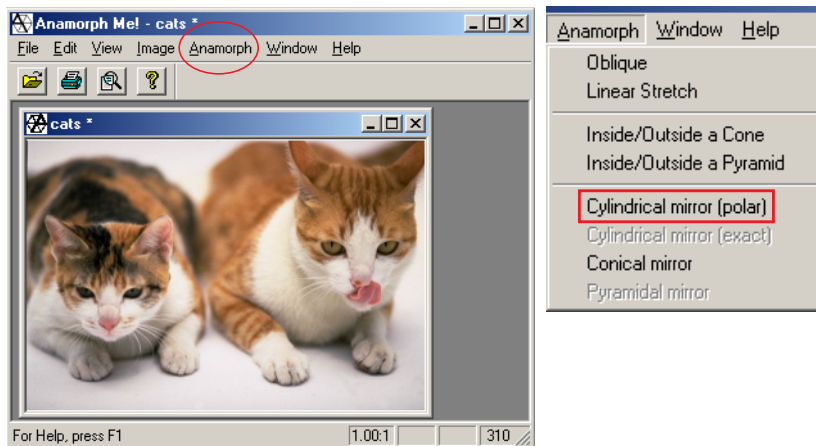 Anamorph Me! - cats *
File Edit View Image Anamorph Window Help
cats *
For Help, press F1 1.00:1 310
Anamorph Window Help
Oblique
Linear Stretch
Inside/Outside a Cone
Inside/Outside a Pyramid
Cylindrical mirror (polar)
Cylindrical mirror (exact)
Conical mirror
Pyramidal mirror